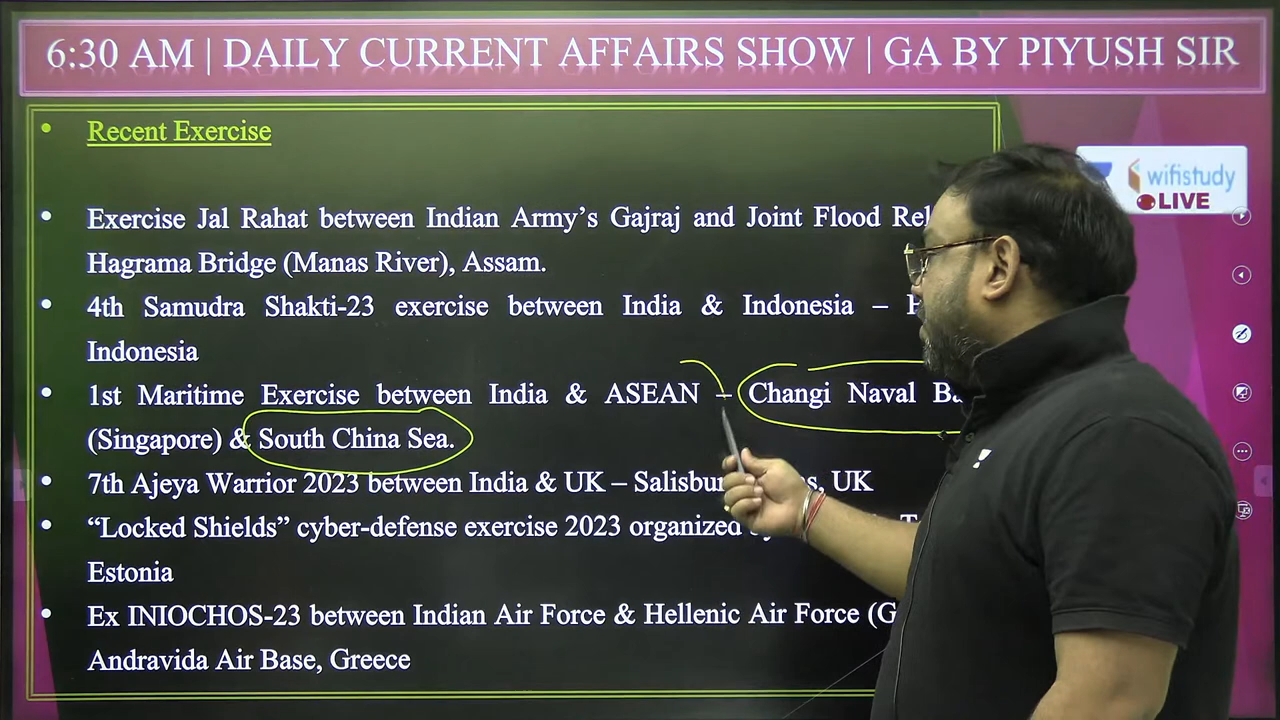 6:30 AM | DAILY CURRENT AFFAIRS SHOW | GA BY PIYUSH SIR
wifistudy
LIVE
• Recent Exercise
• Exercise Jal Rahat between Indian Army’s Gajraj and Joint Flood
Hagrama Bridge (Manas River), Assam.
• 4th Samudra Shakti-23 exercise between India & Indonesia –
Indonesia
• 1st Maritime Exercise between India & ASEAN – Changi Naval
(Singapore) & South China Sea.
• 7th Ajeya Warrior 2023 between India & UK – UK
• “Locked Shields” cyber-defense exercise 2023 organized
Estonia
• Ex INIOCHOS-23 between Indian Air Force & Hellenic Air Force
Andravida Air Base, Greece